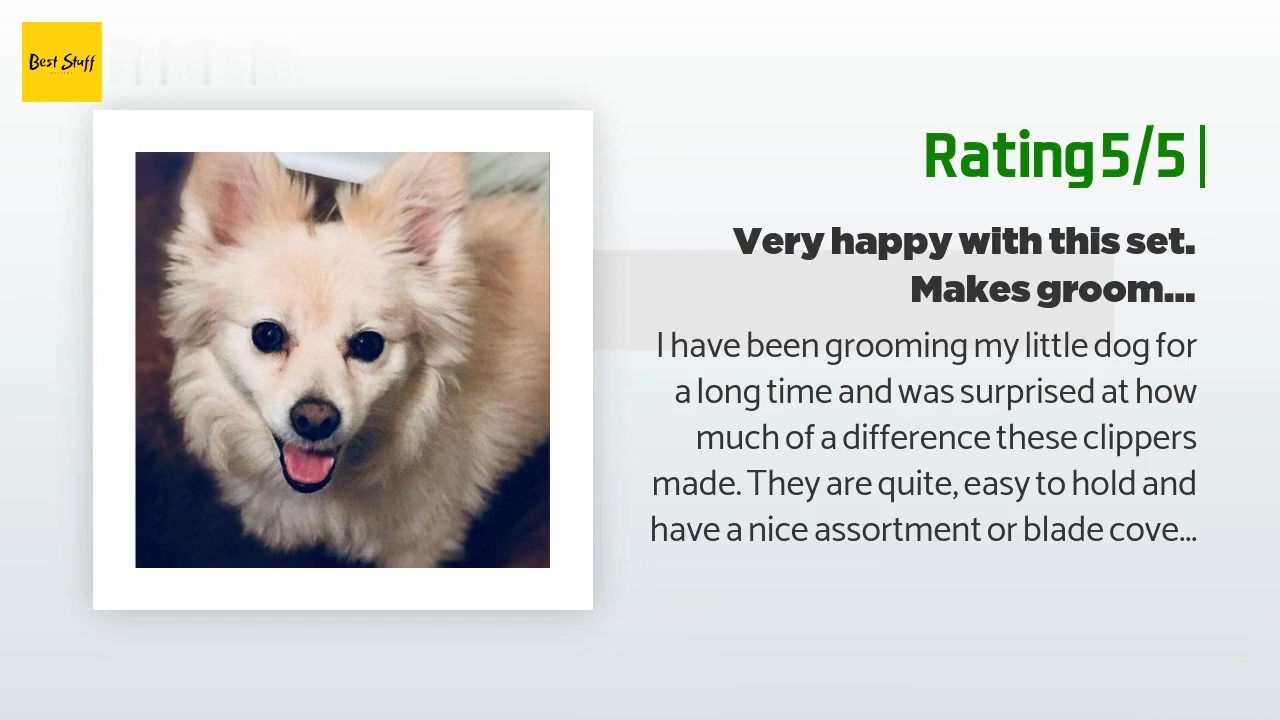 Best Stuff
Rating 5/5 |
Very happy with this set.
Makes groom...
I have been grooming my little dog for
a long time and was surprised at how
much of a difference these clippers
made. They are quite, easy to hold and
have a nice assortment or blade cove...